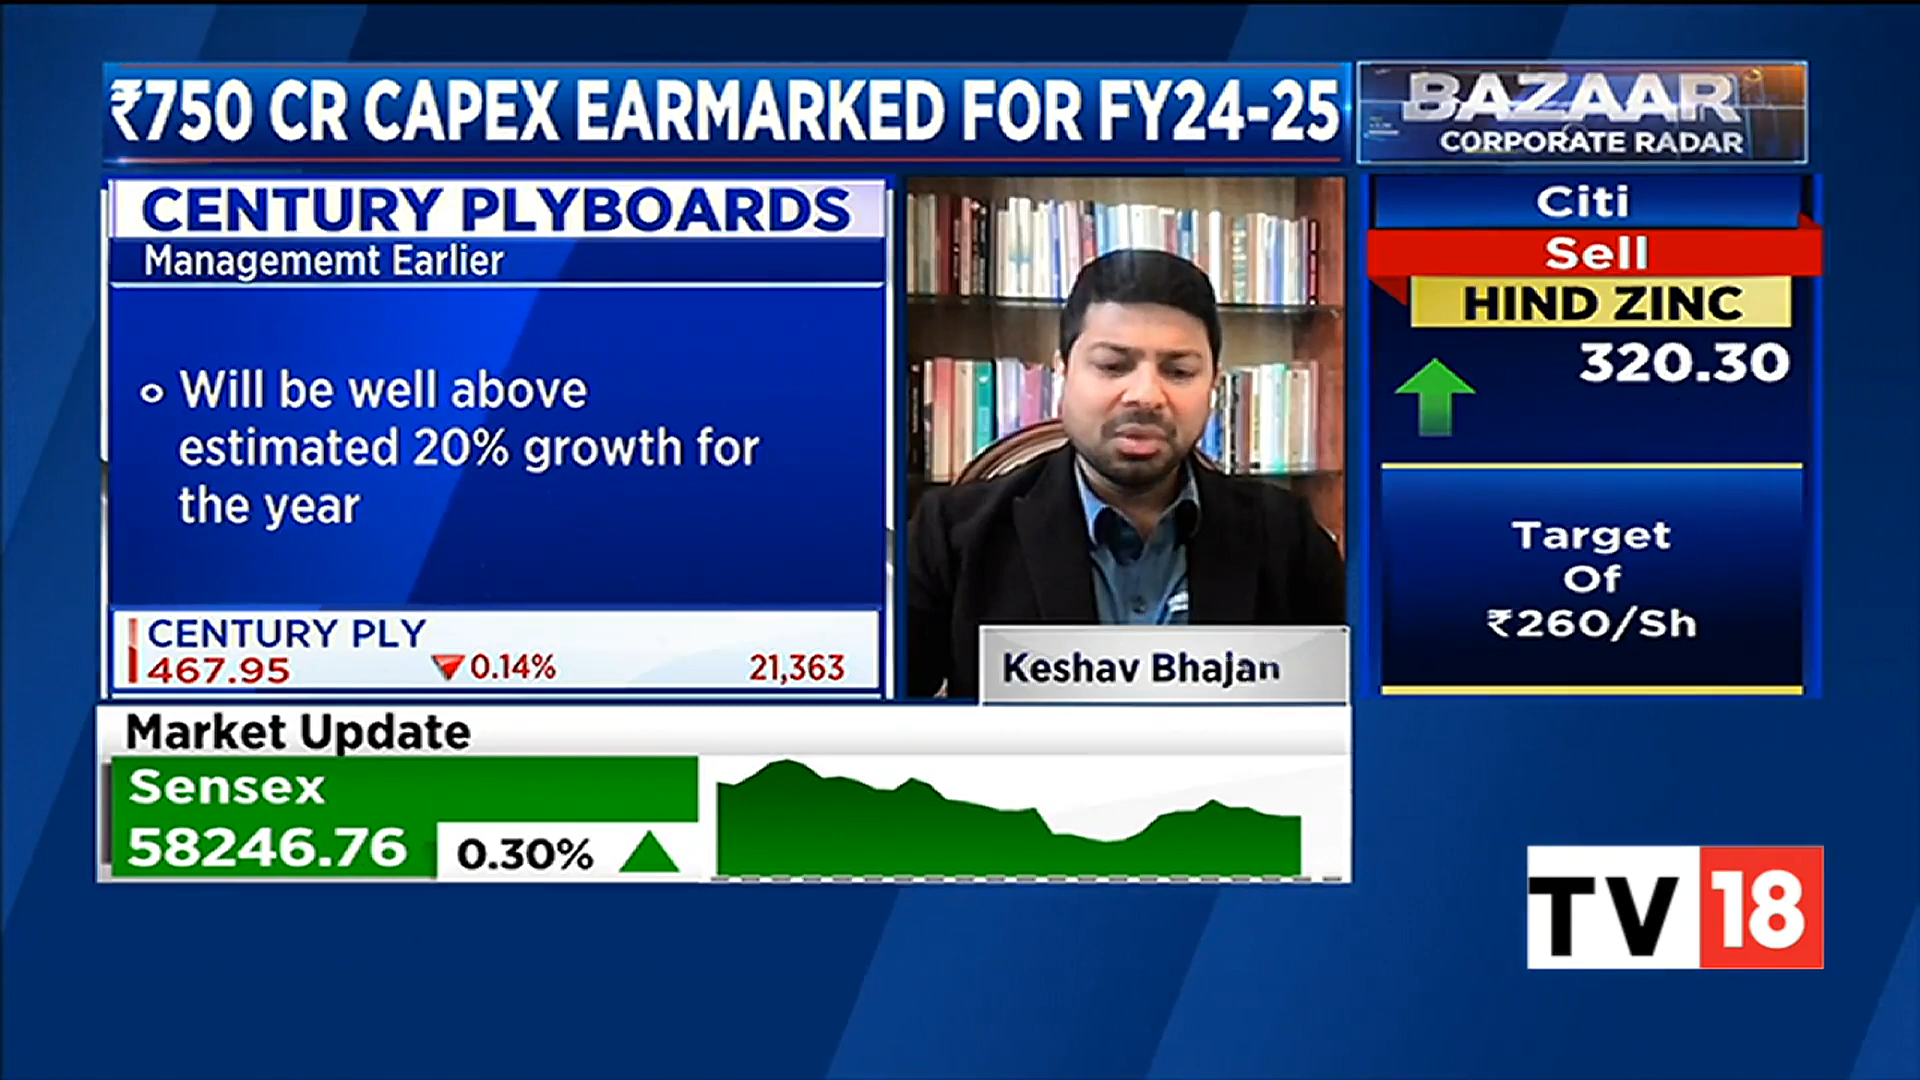 ₹750 CR CAPEX EARMARKED FOR FY24-25
BAZAAR
CORPORATE RADAR
CENTURY PLYBOARDS
Managememt Earlier
Will be well above
estimated 20% growth for
the year
CENTURY PLY
467.95 0.14% 21,363
Keshav Bhajan
Citi
Sell
HIND ZINC
320.30
Target
Of
₹260/Sh
Market Update
Sensex
58246.76 0.30%
TV18